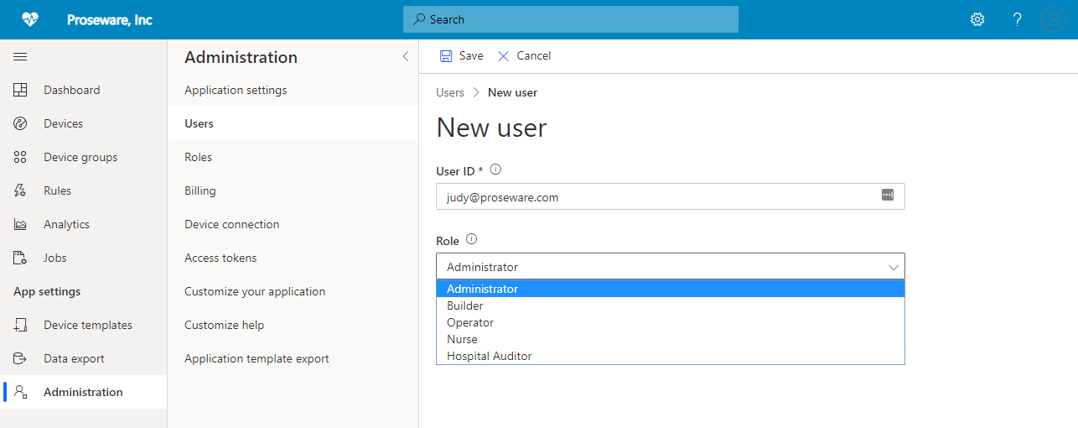 Proseware, Inc
Search
?
Dashboard
Devices
Device groups
Rules
Analytics
Jobs
App settings
Device templates
Data export
Administration
Administration
Application settings
Users
Roles
Billing
Device connection
Access tokens
Customize your application
Customize help
Application template export
Save
Cancel
Users > New user
New user
User ID *
judy@proseware.com
Role
Administrator
Administrator
Builder
Operator
Nurse
Hospital Auditor